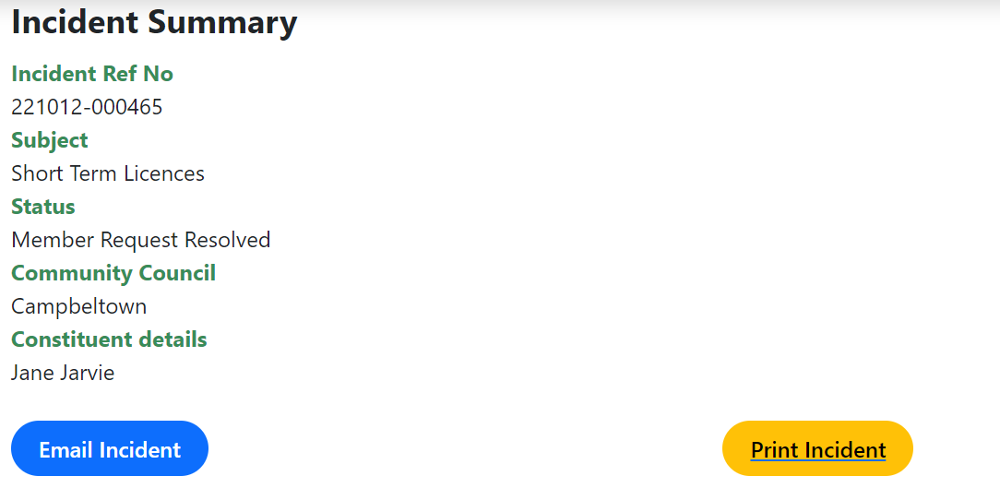 Incident Summary
Incident Ref No
221012-000465
Subject
Short Term Licences
Status
Member Request Resolved
Community Council
Campbeltown
Constituent details
Jane Jarvie
Email Incident
Print Incident